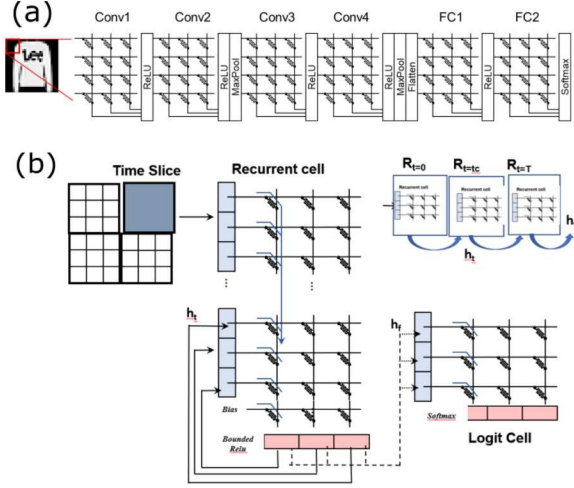 (a)
Conv1 Conv2 Conv3 Conv4 FC1 FC2
Lee
ReLU
ReLU
MaxPool
ReLU
ReLU
MaxPool
Flatten
ReLU
Softmax
(b)
Time Slice
Recurrent cell
R t=0 R t=tc R t=T
Recurrent cell Recurrent cell Recurrent cell
h
h t
h t
h f
Bias
Bounded
Relu
Softmax
Logit Cell